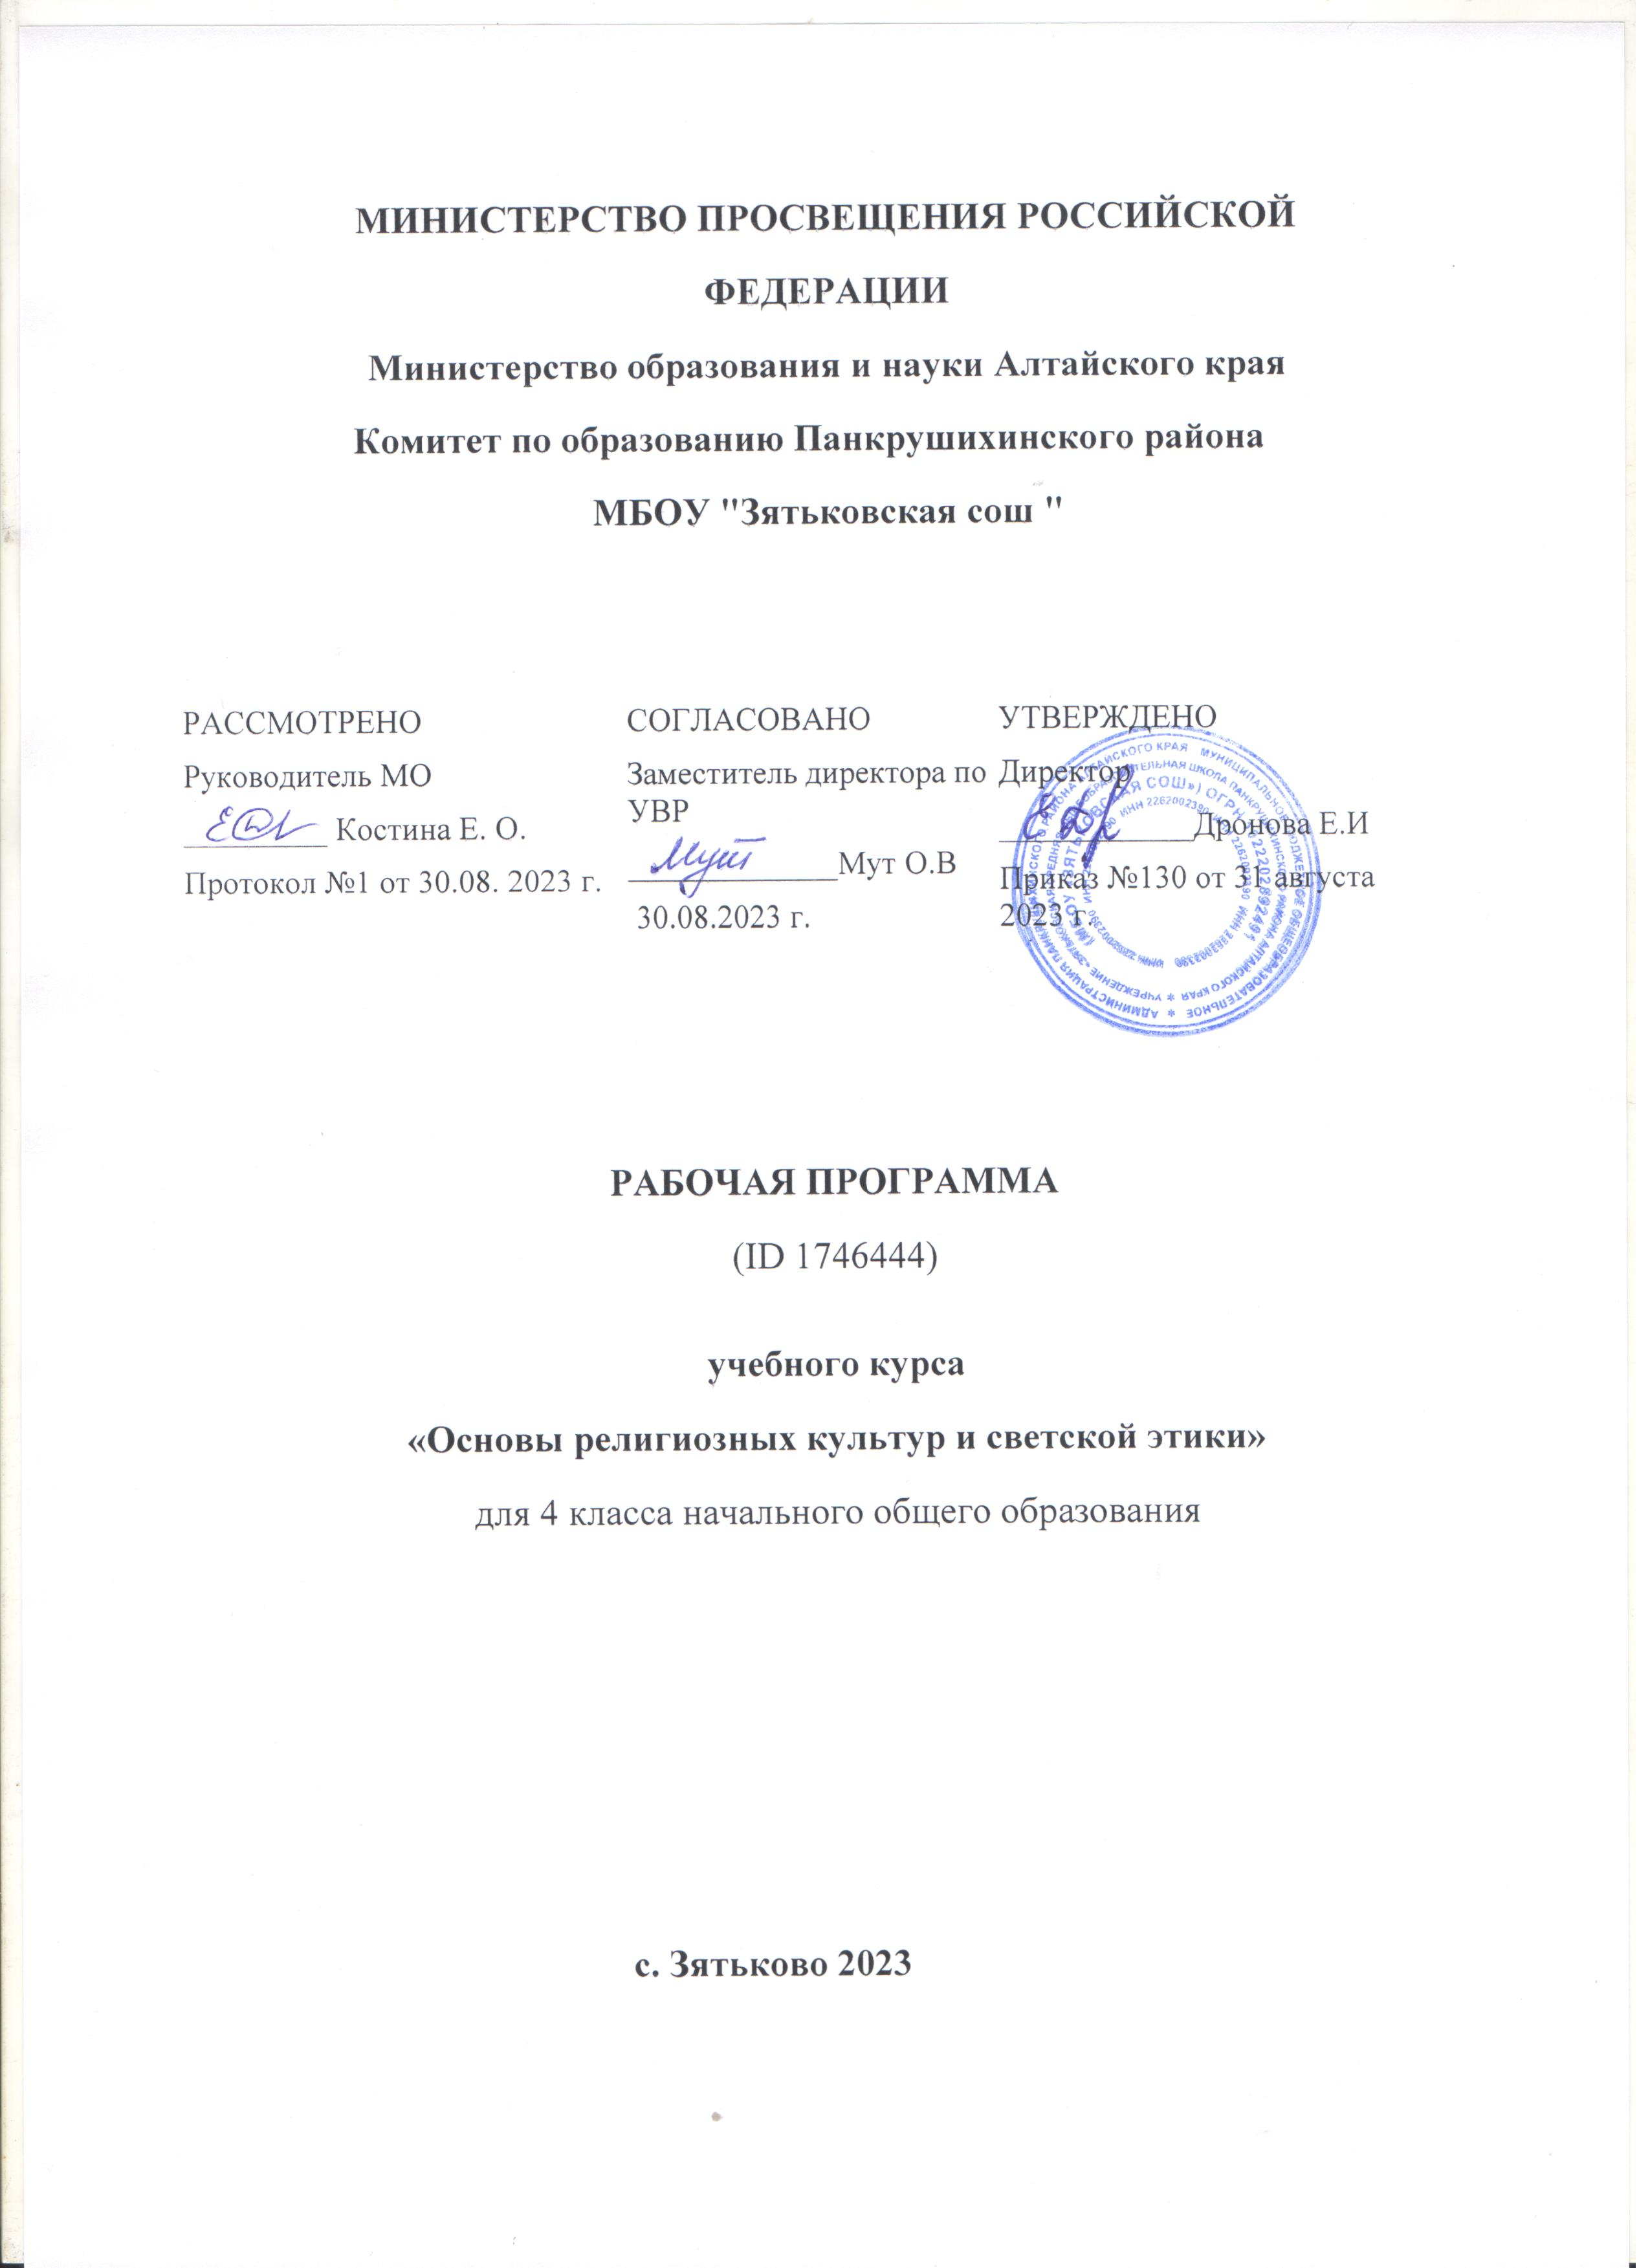 МИНИСТЕРСТВО ПРОСВЕЩЕНИЯ РОССИЙСКОЙ
ФЕДЕРАЦИИ
Министерство образования и науки Алтайского края
Комитет по образованию Панкрушихинского района
МБОУ "Зятьковская сош "
РАССМОТРЕНО
Руководитель МО
___________ Костина Е. О.
Протокол №1 от 30.08. 2023 г.
СОГЛАСОВАНО
Заместитель директора по
УВР
________________Мут О.В
30.08.2023 г.
УТВЕРЖДЕНО
Директор
_______________Дронова Е.И
Приказ №130 от 31 августа
2023 г.
РАБОЧАЯ ПРОГРАММА
(ID 1746444)
учебного курса
«Основы религиозных культур и светской этики»
для 4 класса начального общего образования
с. Зятьково 2023